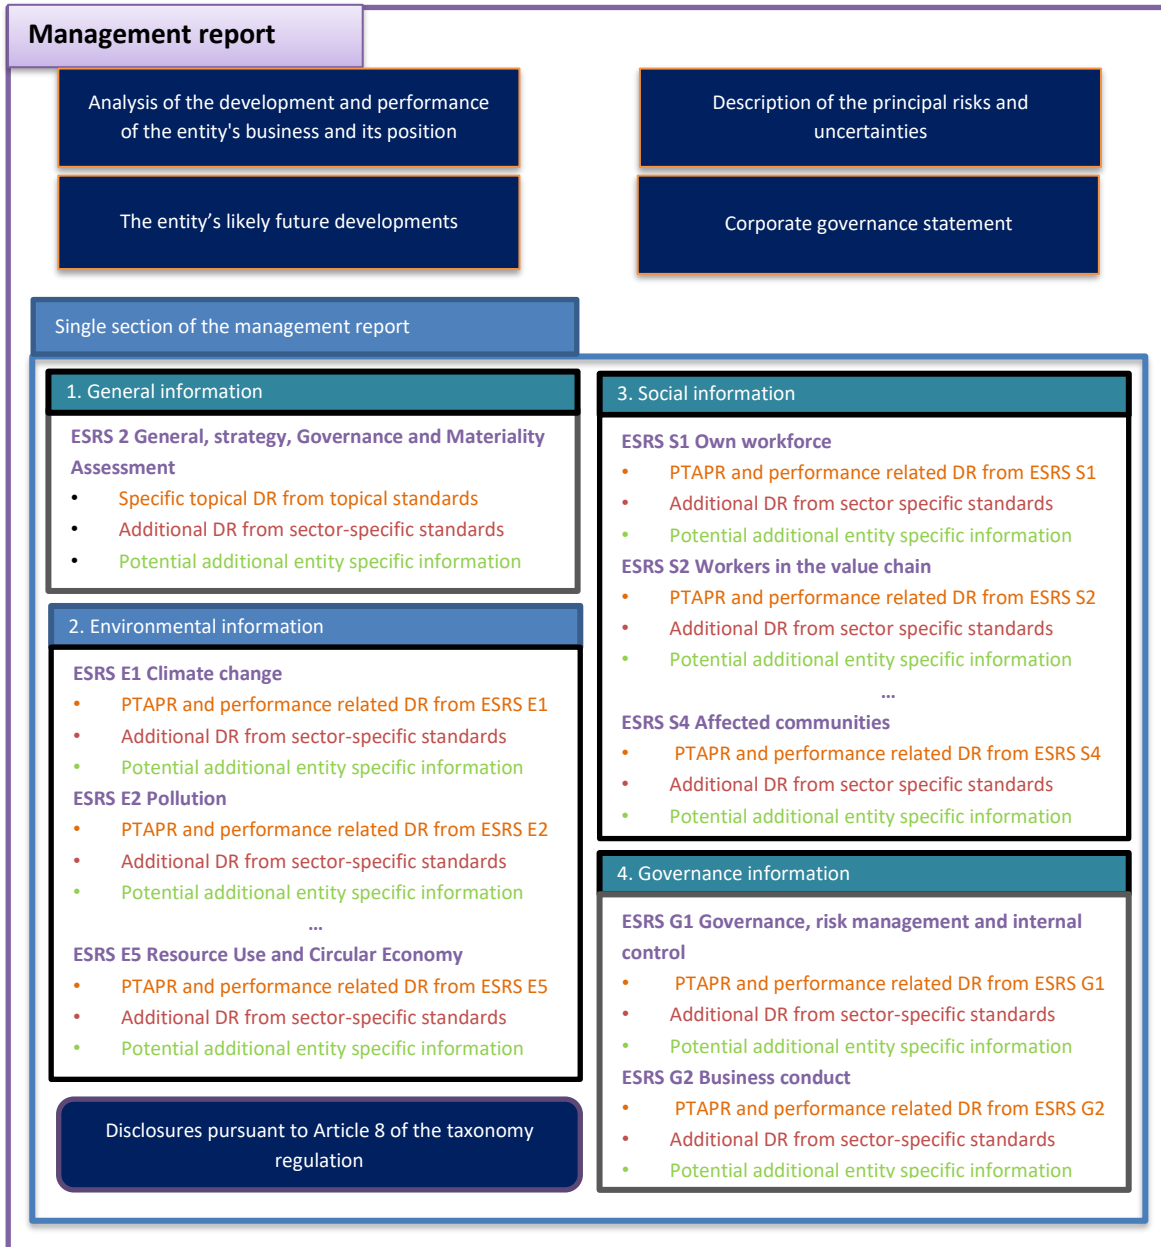 Management report
Analysis of the development and performance
of the entity's business and its position
Description of the principal risks and
uncertainties
The entity’s likely future developments
Corporate governance statement
Single section of the management report
1. General information
ESRS 2 General, strategy, Governance and Materiality
Assessment
• Specific topical DR from topical standards
• Additional DR from sector-specific standards
• Potential additional entity specific information
2. Environmental information
ESRS E1 Climate change
• PTAPR and performance related DR from ESRS E1
• Additional DR from sector-specific standards
• Potential additional entity specific information
ESRS E2 Pollution
• PTAPR and performance related DR from ESRS E2
• Additional DR from sector-specific standards
• Potential additional entity specific information
…
ESRS E5 Resource Use and Circular Economy
• PTAPR and performance related DR from ESRS E5
• Additional DR from sector-specific standards
• Potential additional entity specific information
Disclosures pursuant to Article 8 of the taxonomy
regulation
3. Social information
ESRS S1 Own workforce
• PTAPR and performance related DR from ESRS S1
• Additional DR from sector specific standards
• Potential additional entity specific information
ESRS S2 Workers in the value chain
• PTAPR and performance related DR from ESRS S2
• Additional DR from sector specific standards
• Potential additional entity specific information
…
ESRS S4 Affected communities
• PTAPR and performance related DR from ESRS S4
• Additional DR from sector specific standards
• Potential additional entity specific information
4. Governance information
ESRS G1 Governance, risk management and internal
control
• PTAPR and performance related DR from ESRS G1
• Additional DR from sector-specific standards
• Potential additional entity specific information
ESRS G2 Business conduct
• PTAPR and performance related DR from ESRS G2
• Additional DR from sector-specific standards
• Potential additional entity specific information